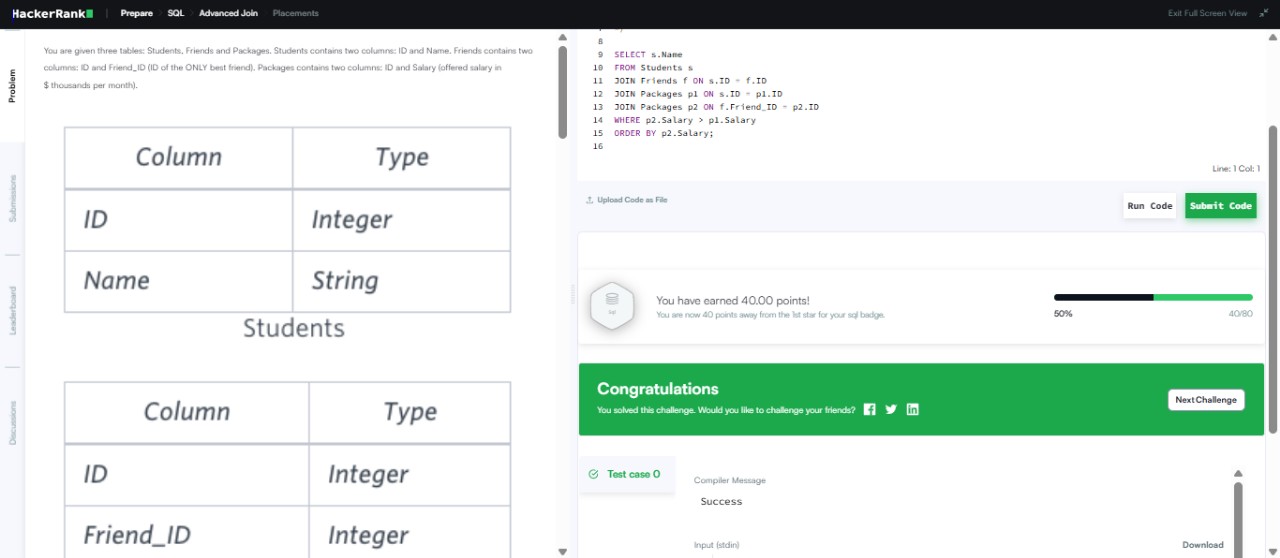 HackerRank
Prepare SQL Advanced Join Placements
Exit Full Screen View
Problem
Submissions
Leaderboard
Discussions
You are given three tables: Students, Friends and Packages. Students contains two columns: ID and Name. Friends contains two
columns: ID and Friend_ID (ID of the ONLY best friend). Packages contains two columns: ID and Salary (offered salary in
$ thousands per month).
Column Type
ID Integer
Name String
Students
Column Type
ID Integer
Friend_ID Integer
8
9 SELECT s.Name
10 FROM Students s
11 JOIN Friends f ON s.ID = f.ID
12 JOIN Packages p1 ON s.ID = p1.ID
13 JOIN Packages p2 ON f.Friend_ID = p2.ID
14 WHERE p2.Salary > p1.Salary
15 ORDER BY p2.Salary;
16
Line: 1 Col: 1
Upload Code as File
Run Code
Submit Code
sql
You have earned 40.00 points!
You are now 40 points away from the 1st star for your sql badge.
50% 40/80
Congratulations
You solved this challenge. Would you like to challenge your friends?
Next Challenge
Test case 0
Compiler Message
Success
Input (stdin)
Download